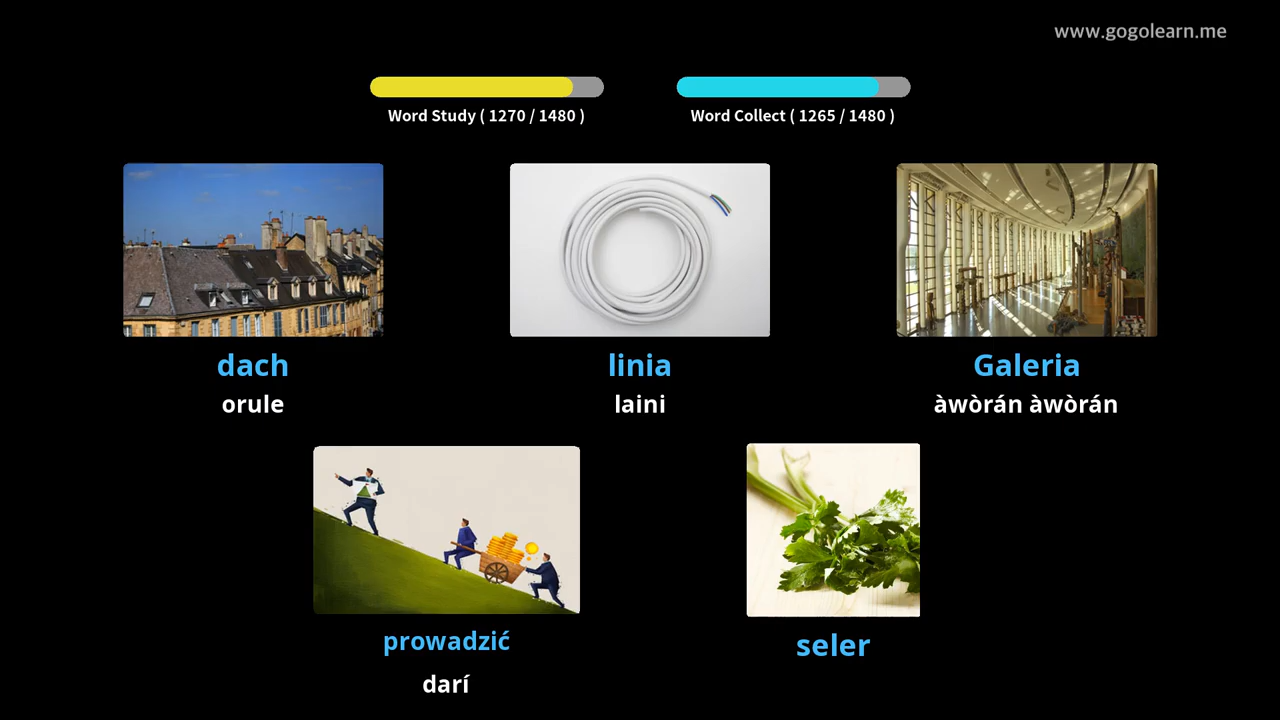 www.gogolearn.me
Word Study ( 1270 / 1480 )
Word Collect ( 1265 / 1480 )
dach
orule
linia
laini
Galeria
àwòrán àwòrán
prowadzić
darí
seler